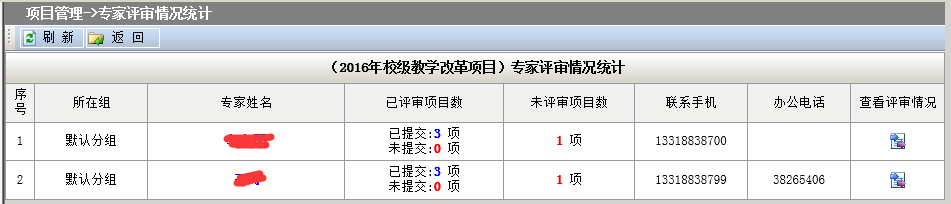 项目管理->专家评审情况统计
刷 新 返 回
（2016年校级教学改革项目）专家评审情况统计
序号 所在组 专家姓名 已评审项目数 未评审项目数 联系手机 办公电话 查看评审情况
1 默认分组 已提交:3 项 1 项 13318838700
未提交:0 项
2 默认分组 已提交:3 项 1 项 13318838799 38265406
未提交:0 项